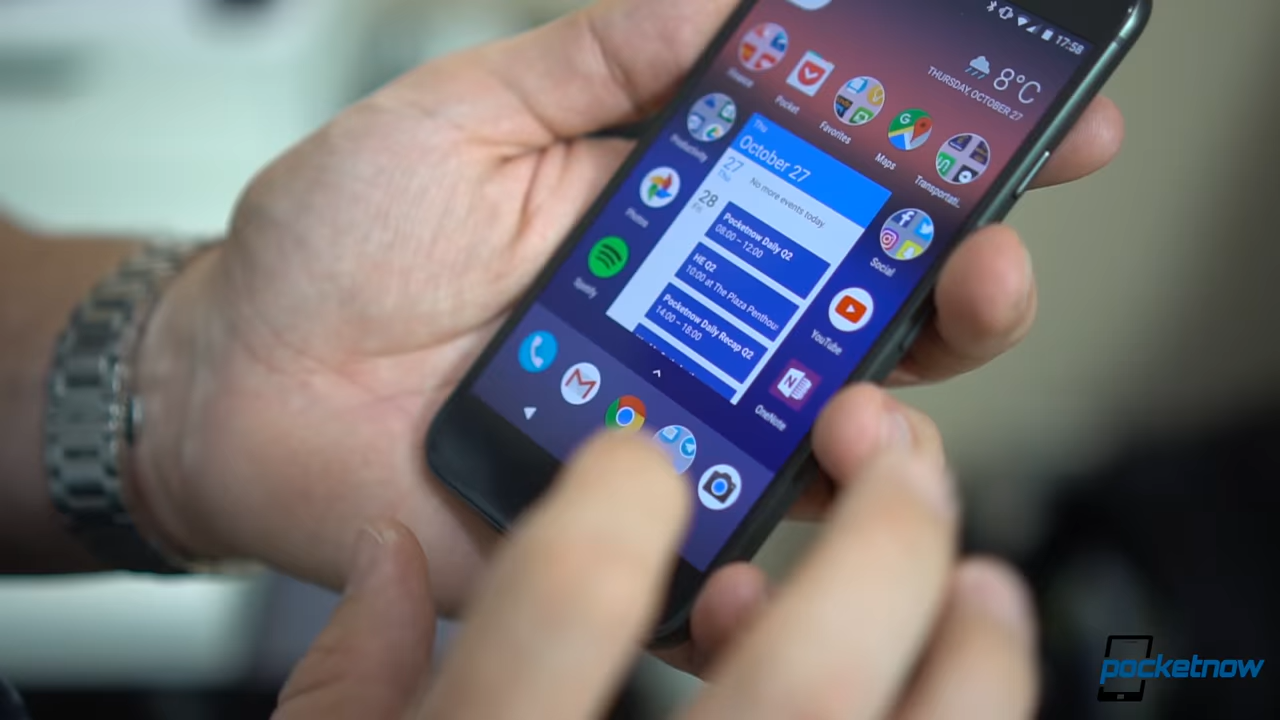 17:58
8°C
THURSDAY, OCTOBER 27
Pocket
Favorites
Maps
Transportati..
Productivity
Photos
Spotify
Social
YouTube
OneNote
Thu
October 27
27
Thu
No more events today
28
Fri
Pocketnow Daily Q2
08:00 – 12:00
HE Q2
10:00 at The Plaza Penthou
Pocketnow Daily Recap Q2
14:00 – 18:00
pocketnow